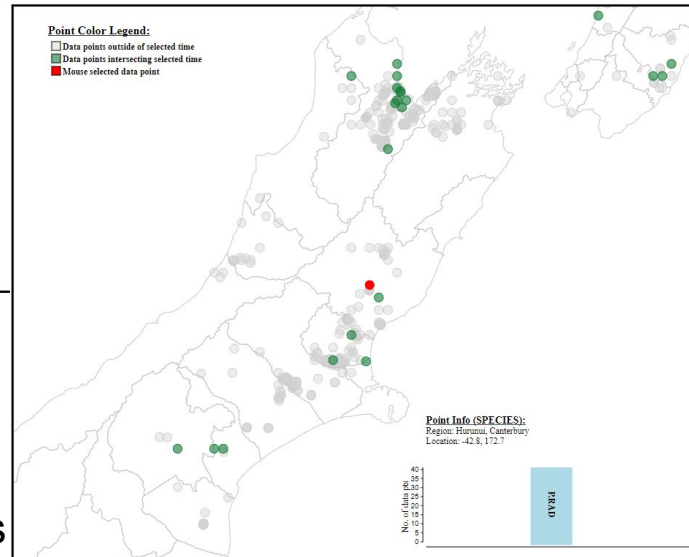 Point Color Legend:
Data points outside of selected time
Data points intersecting selected time
Mouse selected data point
s
Point Info (SPECIES):
Region: Hurunui, Canterbury
Location: -42.8, 172.7
No. of data pts
40
35
30
25
20
15
10
5
0
PRAD